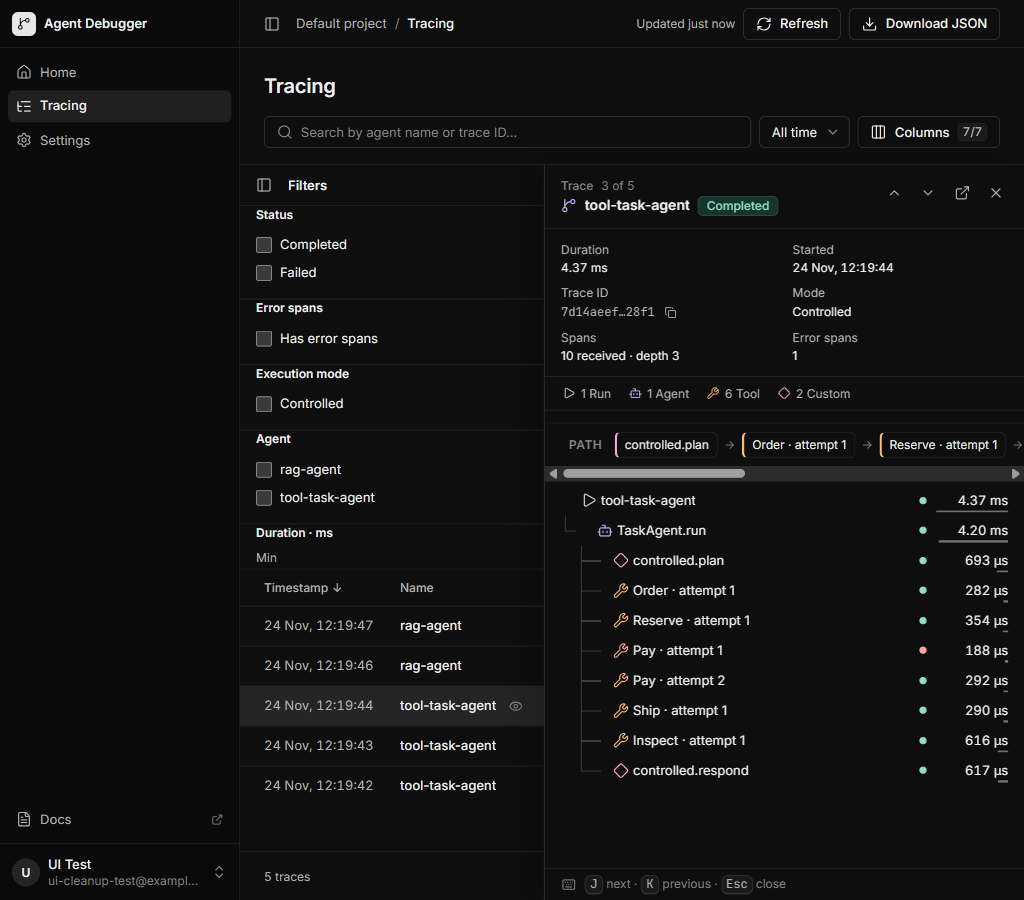 Agent Debugger
Home
Tracing
Settings
Docs
U
UI Test
ui-cleanup-test@exampl...
Default project / Tracing
Updated just now
Refresh
Download JSON
Tracing
Search by agent name or trace ID...
All time
Columns 7/7
Filters
Status
Completed
Failed
Error spans
Has error spans
Execution mode
Controlled
Agent
rag-agent
tool-task-agent
Duration · ms
Min
Timestamp ↓ Name
24 Nov, 12:19:47 rag-agent
24 Nov, 12:19:46 rag-agent
24 Nov, 12:19:44 tool-task-agent
24 Nov, 12:19:43 tool-task-agent
24 Nov, 12:19:42 tool-task-agent
5 traces
Trace 3 of 5
tool-task-agent Completed
Duration Started
4.37 ms 24 Nov, 12:19:44
Trace ID Mode
7d14aeef…28f1 Controlled
Spans Error spans
10 received · depth 3 1
1 Run 1 Agent 6 Tool 2 Custom
PATH controlled.plan → Order · attempt 1 → Reserve · attempt 1 →
tool-task-agent 4.37 ms
TaskAgent.run 4.20 ms
controlled.plan 693 µs
Order · attempt 1 282 µs
Reserve · attempt 1 354 µs
Pay · attempt 1 188 µs
Pay · attempt 2 292 µs
Ship · attempt 1 290 µs
Inspect · attempt 1 616 µs
controlled.respond 617 µs
J next · K previous · Esc close